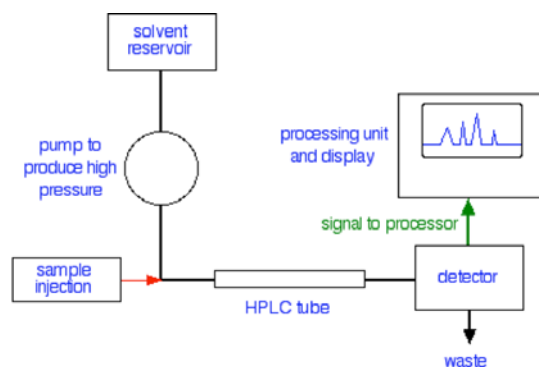 solvent
reservoir
pump to
produce high
pressure
processing unit
and display
signal to processor
sample
injection
HPLC tube
detector
waste